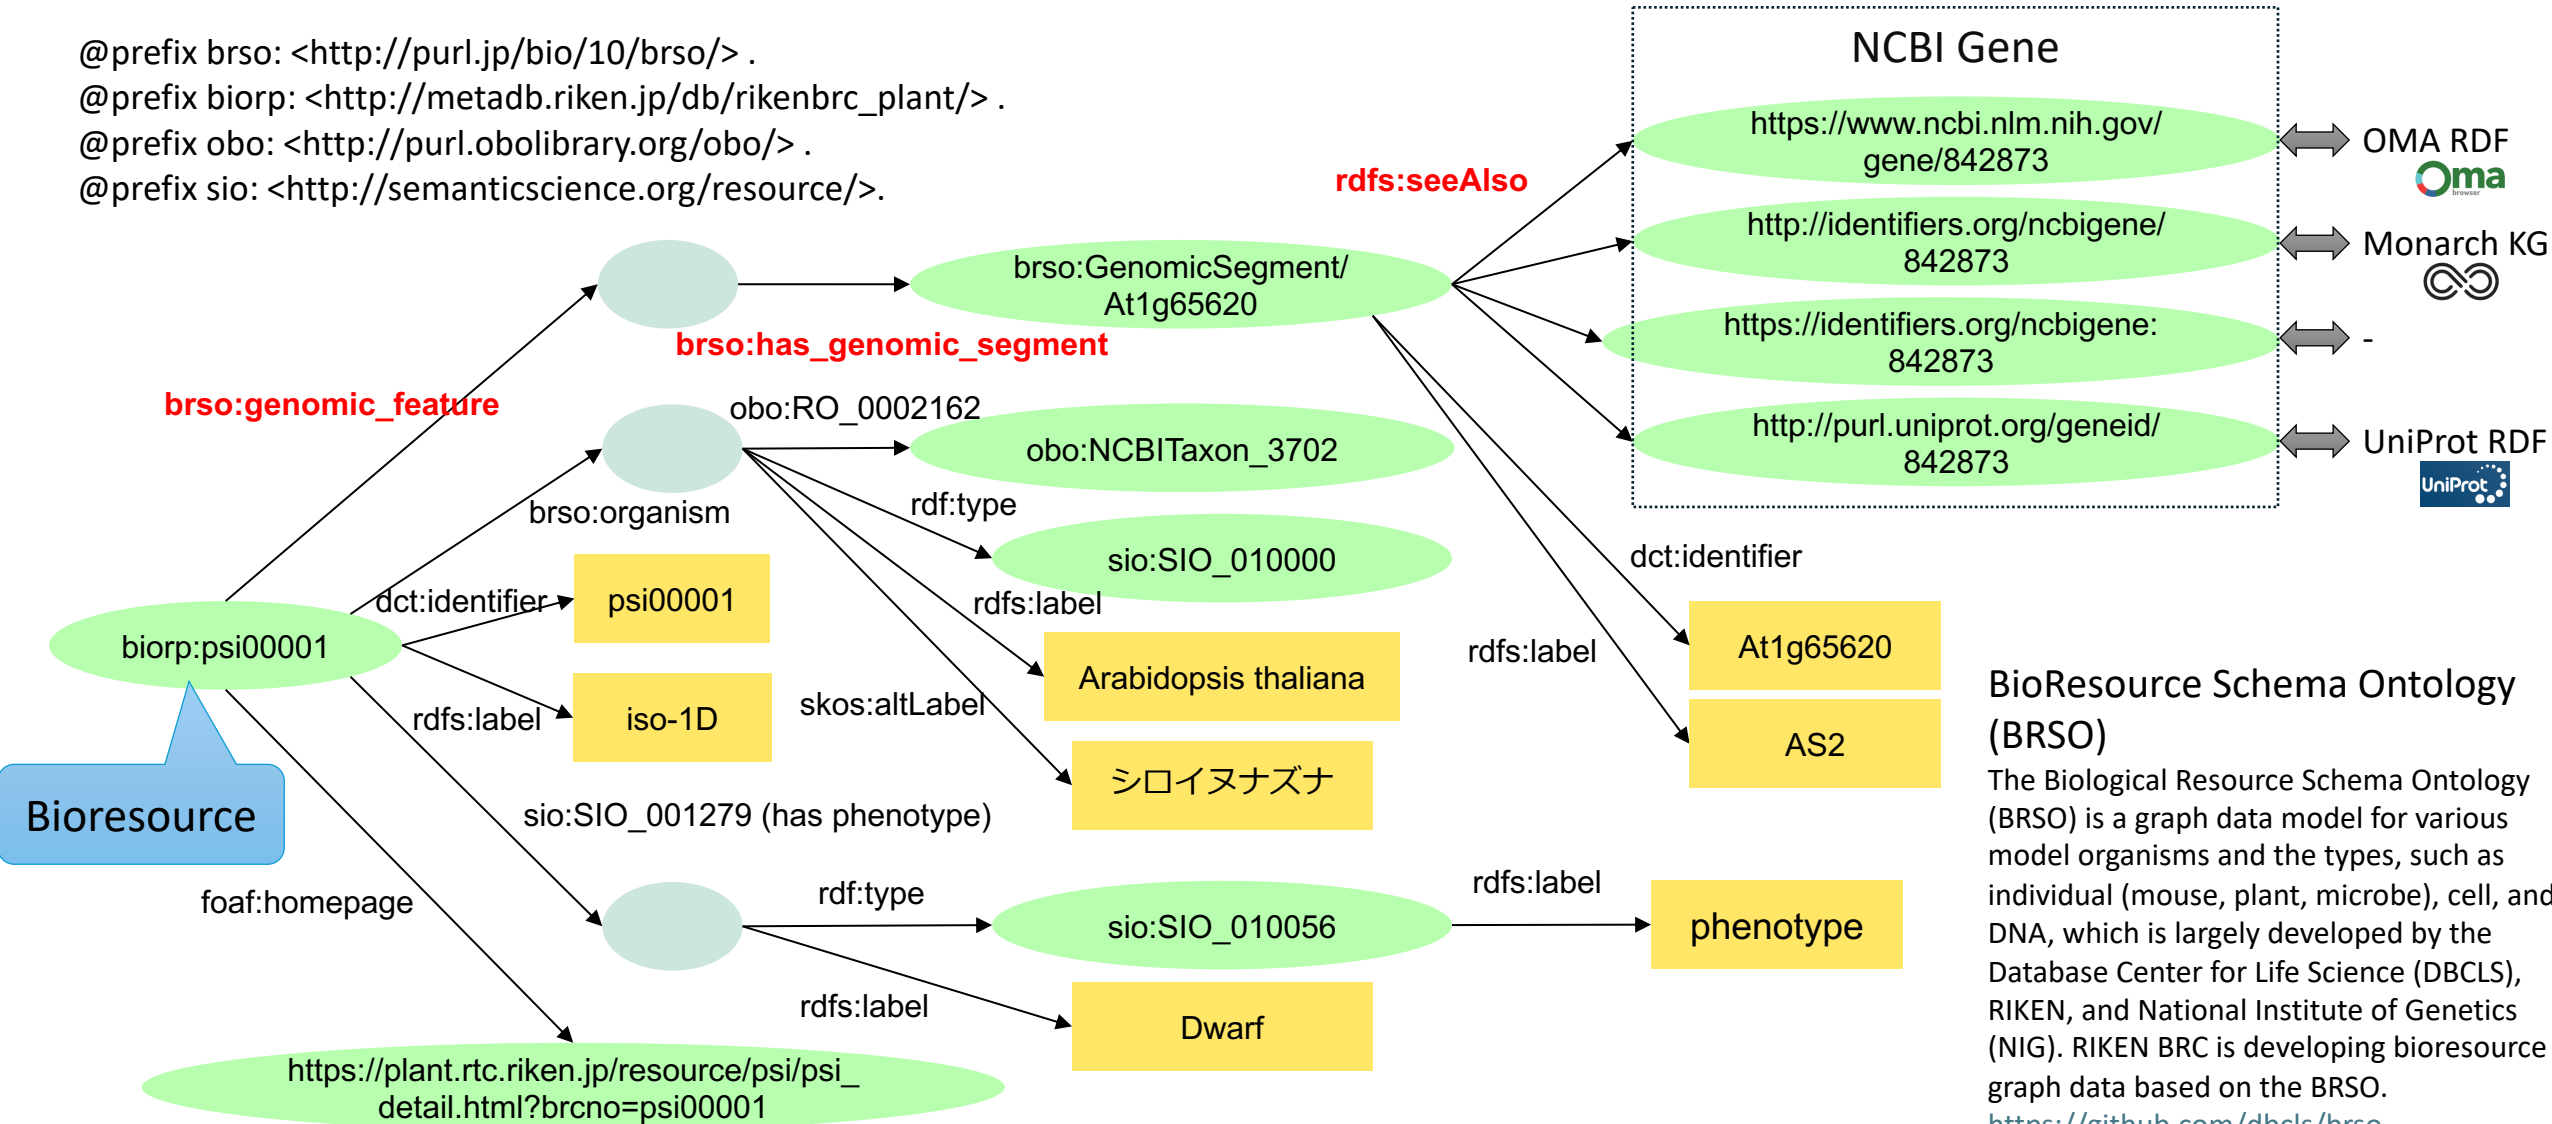 @prefix brso: <http://purl.jp/bio/10/brso/> .
@prefix biorp: <http://metadb.riken.jp/db/rikenbrc_plant/> .
@prefix obo: <http://purl.obolibrary.org/obo/> .
@prefix sio: <http://semanticscience.org/resource/>.
NCBI Gene
https://www.ncbi.nlm.nih.gov/
gene/842873
OMA RDF
Oma
browser
rdfs:seeAlso
http://identifiers.org/ncbigene/
842873
Monarch KG
brso:GenomicSegment/
At1g65620
https://identifiers.org/ncbigene:
842873
-
brso:has_genomic_segment
brso:genomic_feature
obo:RO_0002162
http://purl.uniprot.org/geneid/
842873
UniProt RDF
UniProt
obo:NCBITaxon_3702
brso:organism
rdf:type
sio:SIO_010000
dct:identifier
dct:identifier
psi00001
rdfs:label
biorp:psi00001
rdfs:label
At1g65620
Arabidopsis thaliana
rdfs:label
iso-1D
skos:altLabel
AS2
シロイヌナズナ
Bioresource
sio:SIO_001279 (has phenotype)
foaf:homepage
rdf:type
sio:SIO_010056
rdfs:label
phenotype
rdfs:label
Dwarf
https://plant.rtc.riken.jp/resource/psi/psi_
detail.html?brcno=psi00001
BioResource Schema Ontology
(BRSO)
The Biological Resource Schema Ontology
(BRSO) is a graph data model for various
model organisms and the types, such as
individual (mouse, plant, microbe), cell, and
DNA, which is largely developed by the
Database Center for Life Science (DBCLS),
RIKEN, and National Institute of Genetics
(NIG). RIKEN BRC is developing bioresource
graph data based on the BRSO.
https://github.com/dbcls/brso